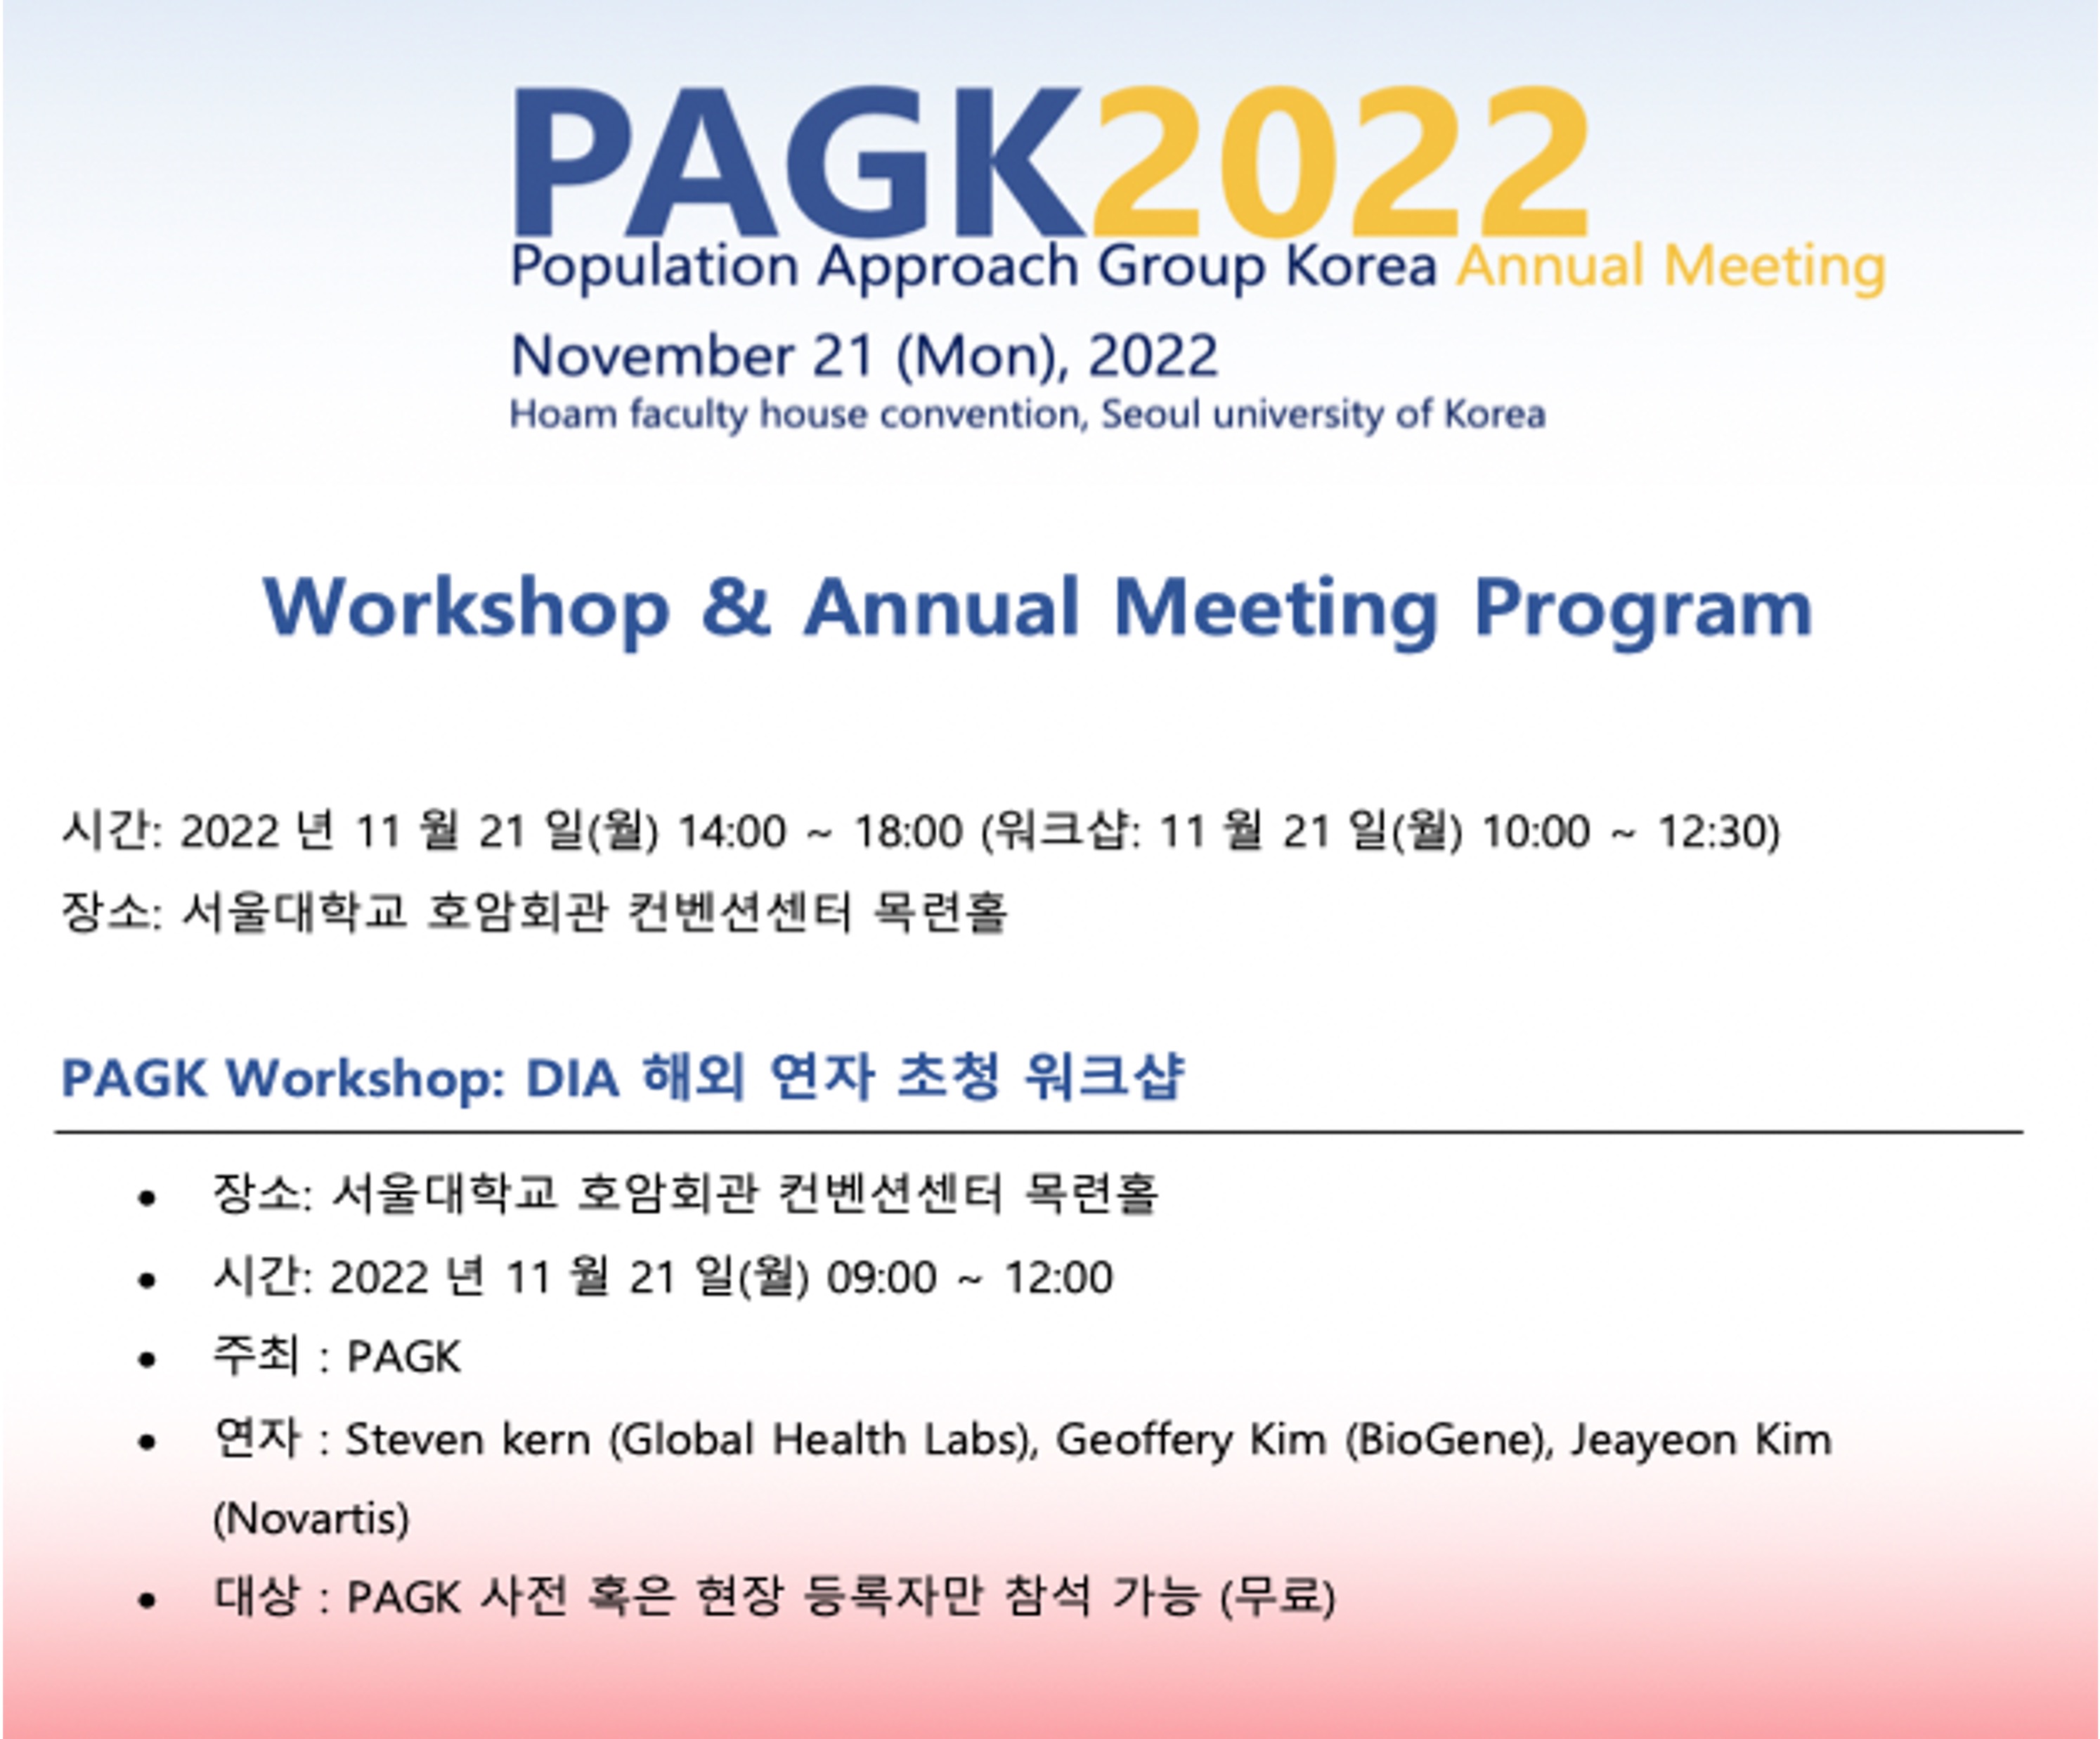 PAGK2022
Population Approach Group Korea Annual Meeting
November 21 (Mon), 2022
Hoam faculty house convention, Seoul university of Korea
Workshop & Annual Meeting Program
시간: 2022 년 11 월 21 일(월) 14:00 ~ 18:00 (워크샵: 11 월 21 일(월) 10:00 ~ 12:30)
장소: 서울대학교 호암회관 컨벤션센터 목련홀
PAGK Workshop: DIA 해외 연자 초청 워크샵
• 장소: 서울대학교 호암회관 컨벤션센터 목련홀
• 시간: 2022 년 11 월 21 일(월) 09:00 ~ 12:00
• 주최 : PAGK
• 연자 : Steven kern (Global Health Labs), Geoffery Kim (BioGene), Jeayeon Kim
(Novartis)
• 대상 : PAGK 사전 혹은 현장 등록자만 참석 가능 (무료)